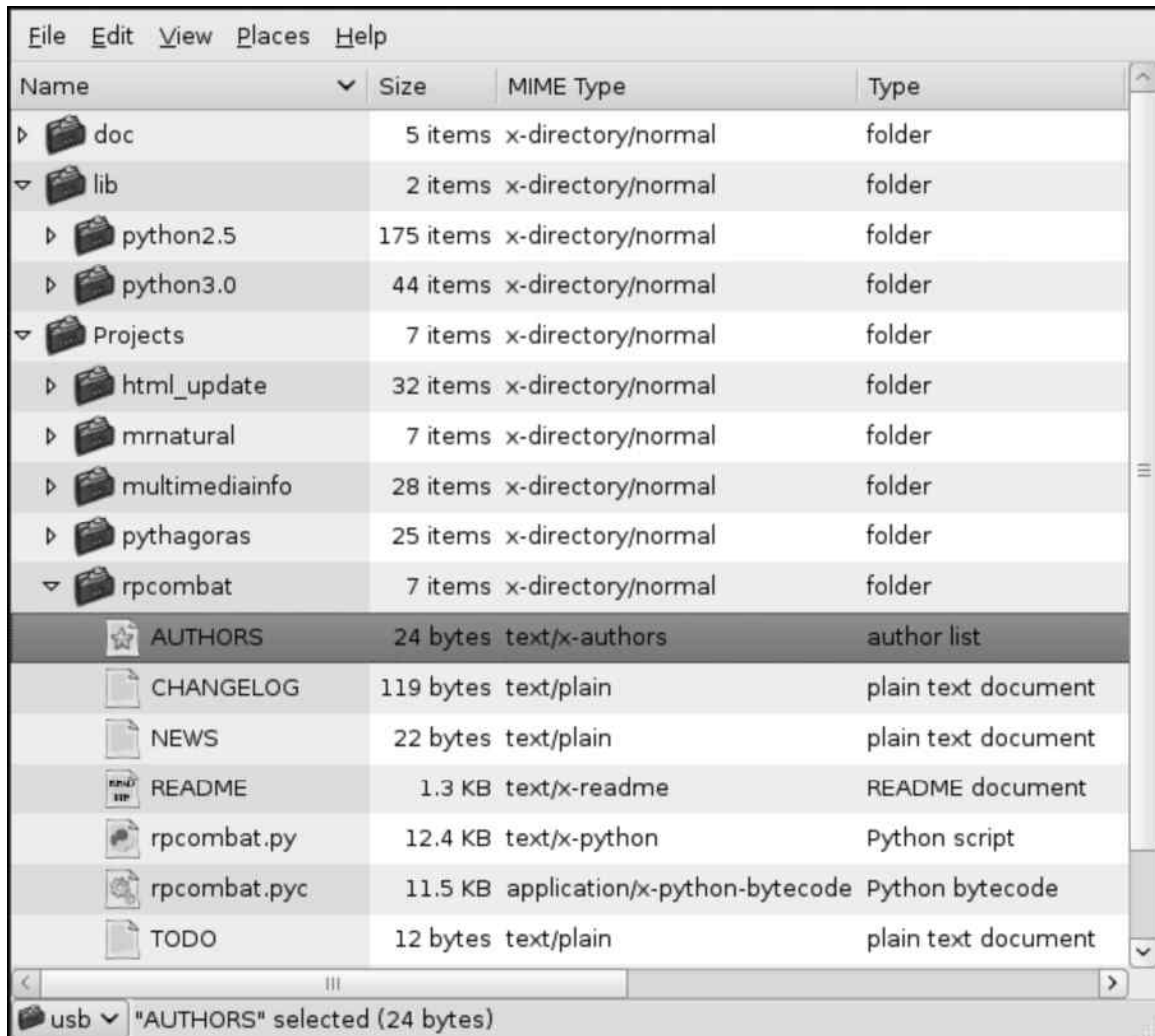 File Edit View Places Help
Name Size MIME Type Type
doc 5 items x-directory/normal folder
lib 2 items x-directory/normal folder
python2.5 175 items x-directory/normal folder
python3.0 44 items x-directory/normal folder
Projects 7 items x-directory/normal folder
html_update 32 items x-directory/normal folder
mrnatural 7 items x-directory/normal folder
multimediainfo 28 items x-directory/normal folder
pythagoras 25 items x-directory/normal folder
rpcombat 7 items x-directory/normal folder
AUTHORS 24 bytes text/x-authors author list
CHANGELOG 119 bytes text/plain plain text document
NEWS 22 bytes text/plain plain text document
README 1.3 KB text/x-readme README document
rpcombat.py 12.4 KB text/x-python Python script
rpcombat.pyc 11.5 KB application/x-python-bytecode Python bytecode
TODO 12 bytes text/plain plain text document
usb "AUTHORS" selected (24 bytes)